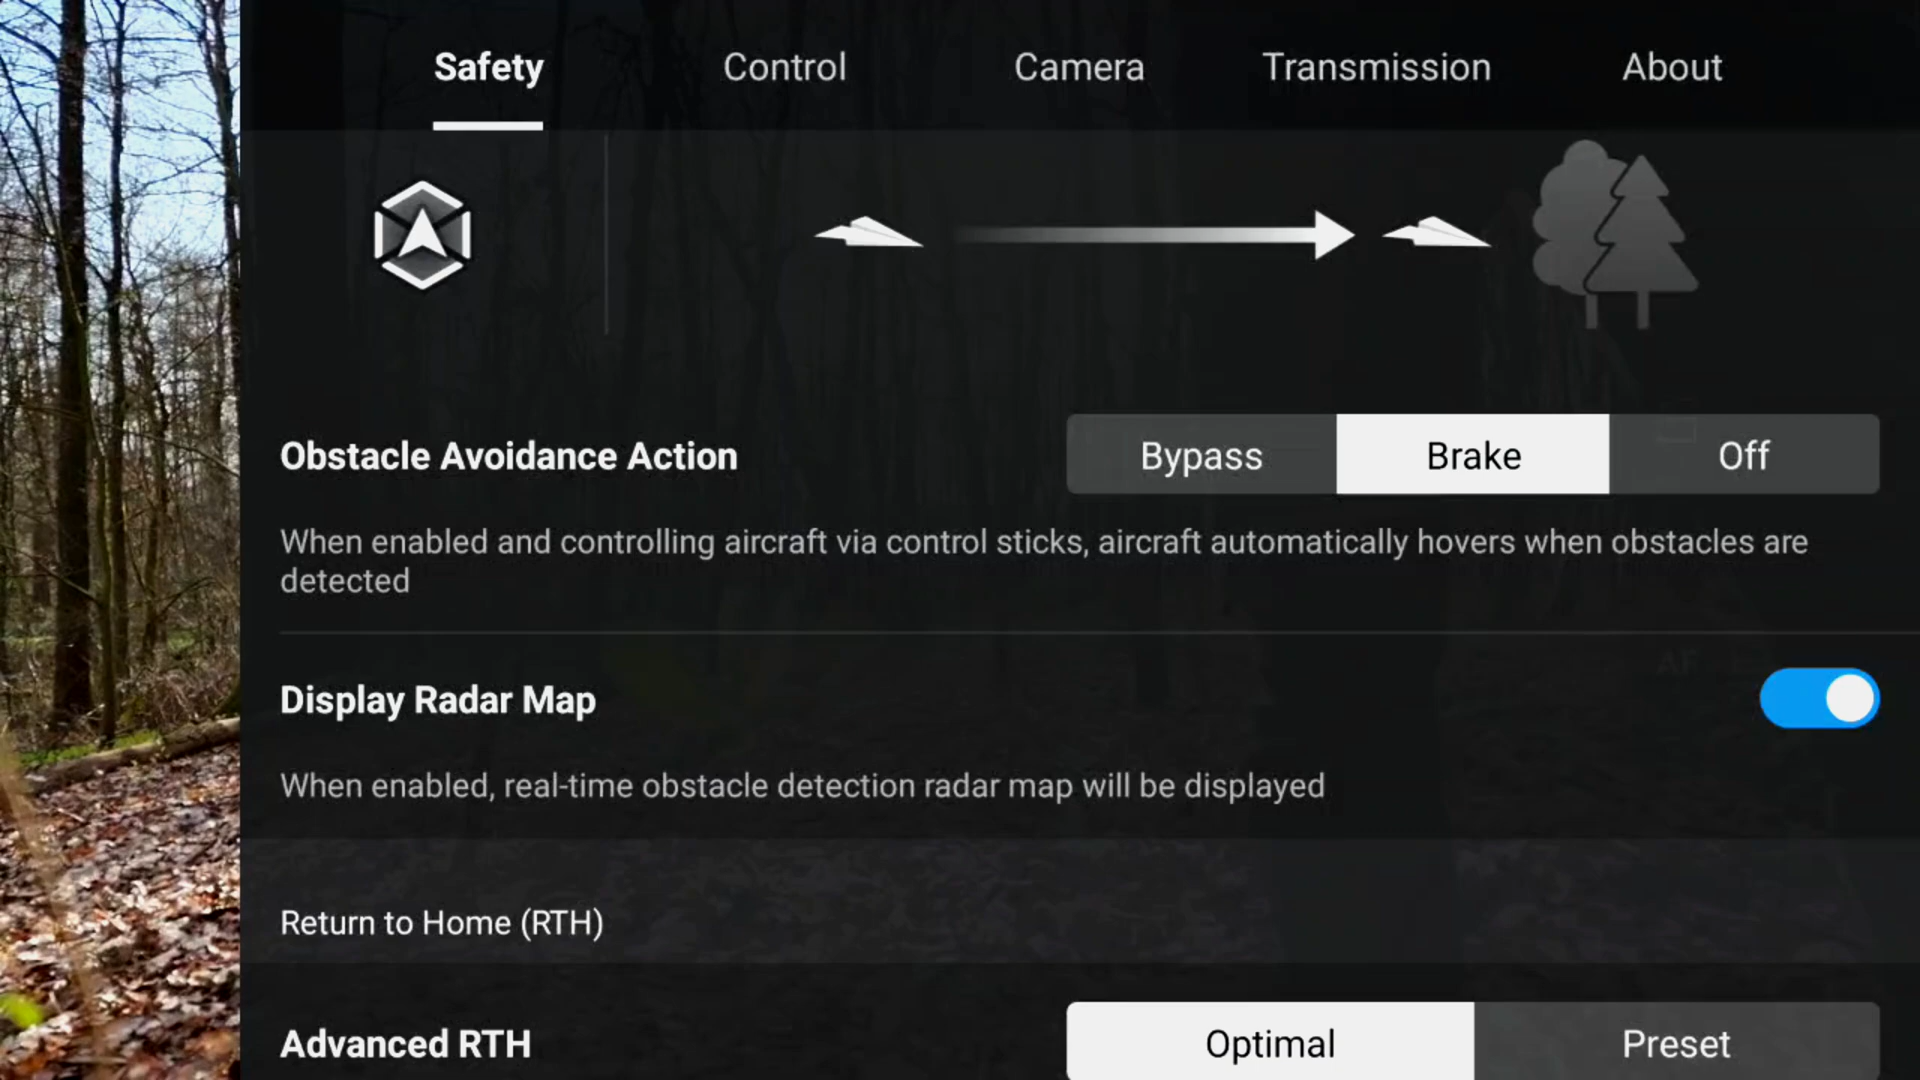 Safety
Control
Camera
Transmission
About
Obstacle Avoidance Action
Bypass
Brake
Off
When enabled and controlling aircraft via control sticks, aircraft automatically hovers when obstacles are
detected
Display Radar Map
When enabled, real-time obstacle detection radar map will be displayed
Return to Home (RTH)
Advanced RTH
Optimal
Preset